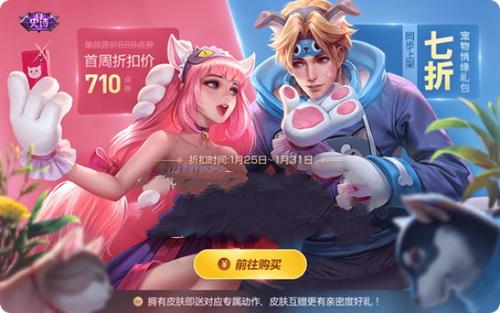 史诗
单款原价888点券
首周折扣价
710点券
宠物情缘礼包
七折
同步上架
折扣时间:1月25日~1月31日
前往购买
拥有皮肤即送对应专属动作，皮肤互赠更有亲密度好礼！